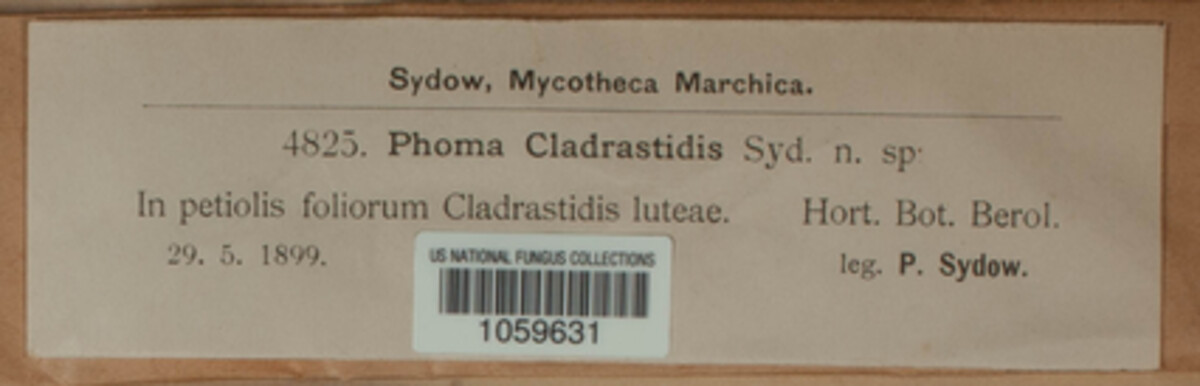 Sydow, Mycotheca Marchica.
4825. Phoma Cladrastidis Syd. n. sp.
In petiolis foliorum Cladrastidis luteae. Hort. Bot. Berol.
29. 5. 1899. leg. P. Sydow.
US NATIONAL FUNGUS COLLECTIONS
1059631